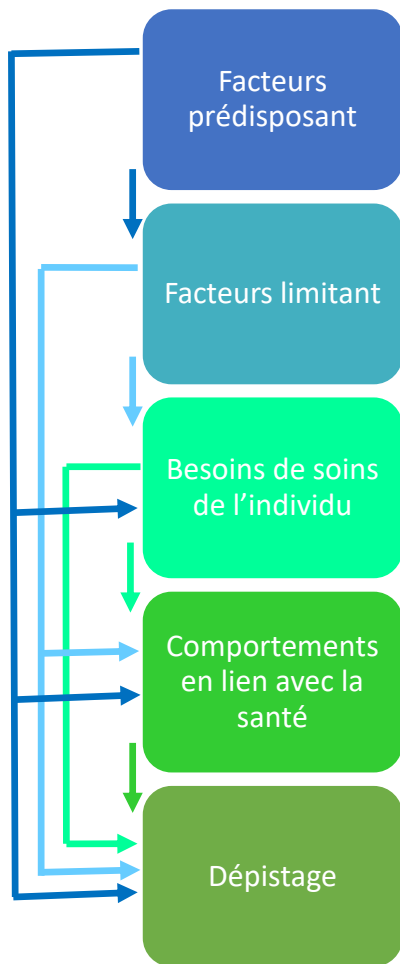 Facteurs
prédisposant
Facteurs limitant
Besoins de soins
de l’individu
Comportements
en lien avec la
santé
Dépistage